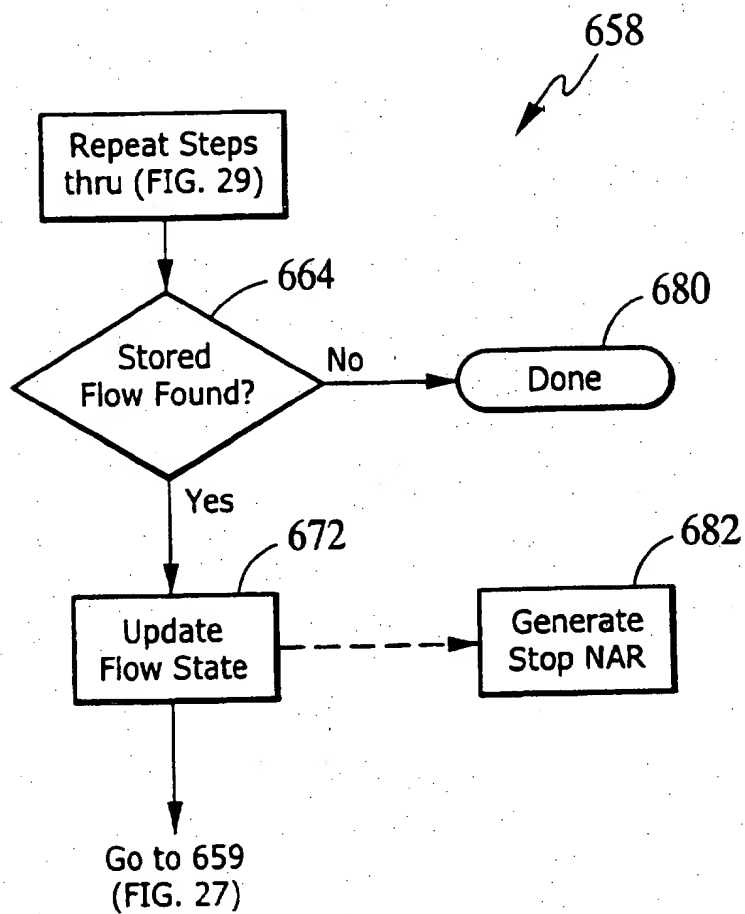 658
Repeat Steps
thru (FIG. 29)
664
Stored
Flow Found?
No
680
Done
Yes
672
Update
Flow State
682
Generate
Stop NAR
Go to 659
(FIG. 27)